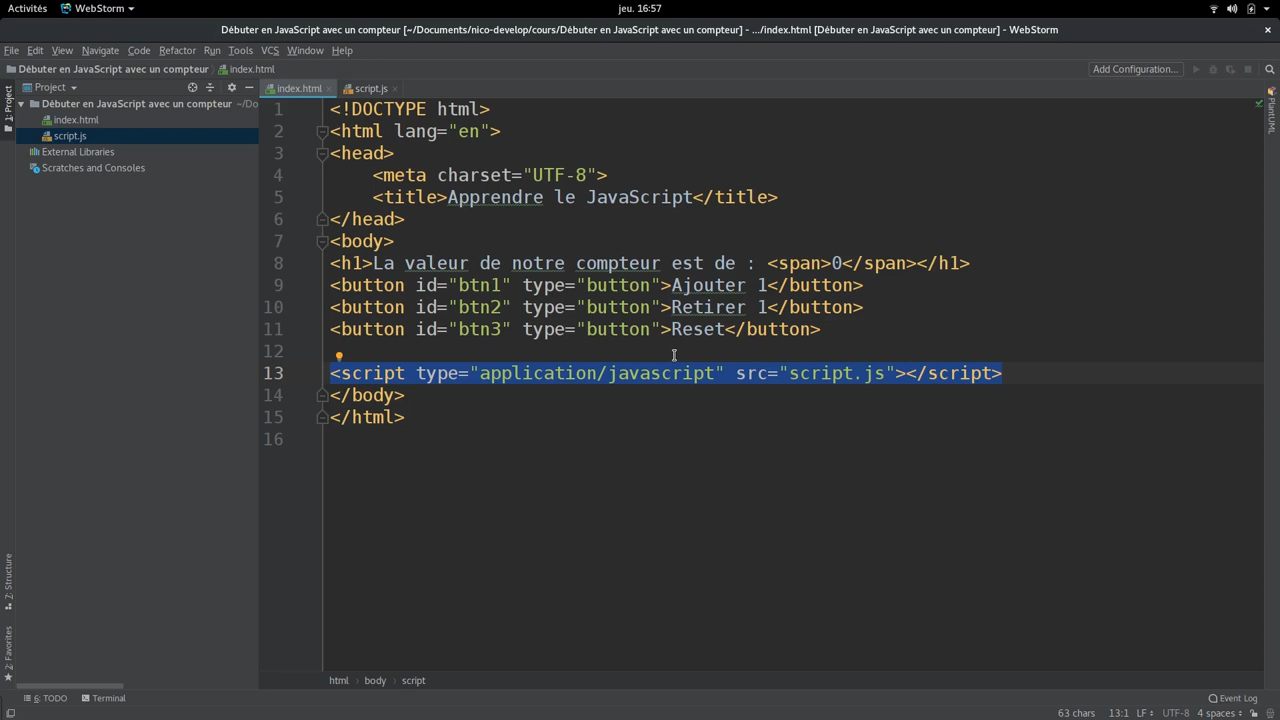 Activités WebStorm jeu. 16:57
Débuter en JavaScript avec un compteur [~/Documents/nico-develop/cours/Débuter en JavaScript avec un compteur] - .../index.html [Débuter en JavaScript avec un compteur] - WebStorm
File Edit View Navigate Code Refactor Run Tools VCS Window Help
Débuter en JavaScript avec un compteur index.html Add Configuration...
Project index.html script.js
1: Project
PlantUML
Débuter en JavaScript avec un compteur ~/Do
index.html
script.js
External Libraries
Scratches and Consoles
1 <!DOCTYPE html>
2 <html lang="en">
3 <head>
4 <meta charset="UTF-8">
5 <title>Apprendre le JavaScript</title>
6 </head>
7 <body>
8 <h1>La valeur de notre compteur est de : <span>0</span></h1>
9 <button id="btn1" type="button">Ajouter 1</button>
10 <button id="btn2" type="button">Retirer 1</button>
11 <button id="btn3" type="button">Reset</button>
12
13 <script type="application/javascript" src="script.js"></script>
14 </body>
15 </html>
16
7: Structure
2: Favorites
html body script
6: TODO Terminal Event Log
63 chars 13:1 LF UTF-8 4 spaces